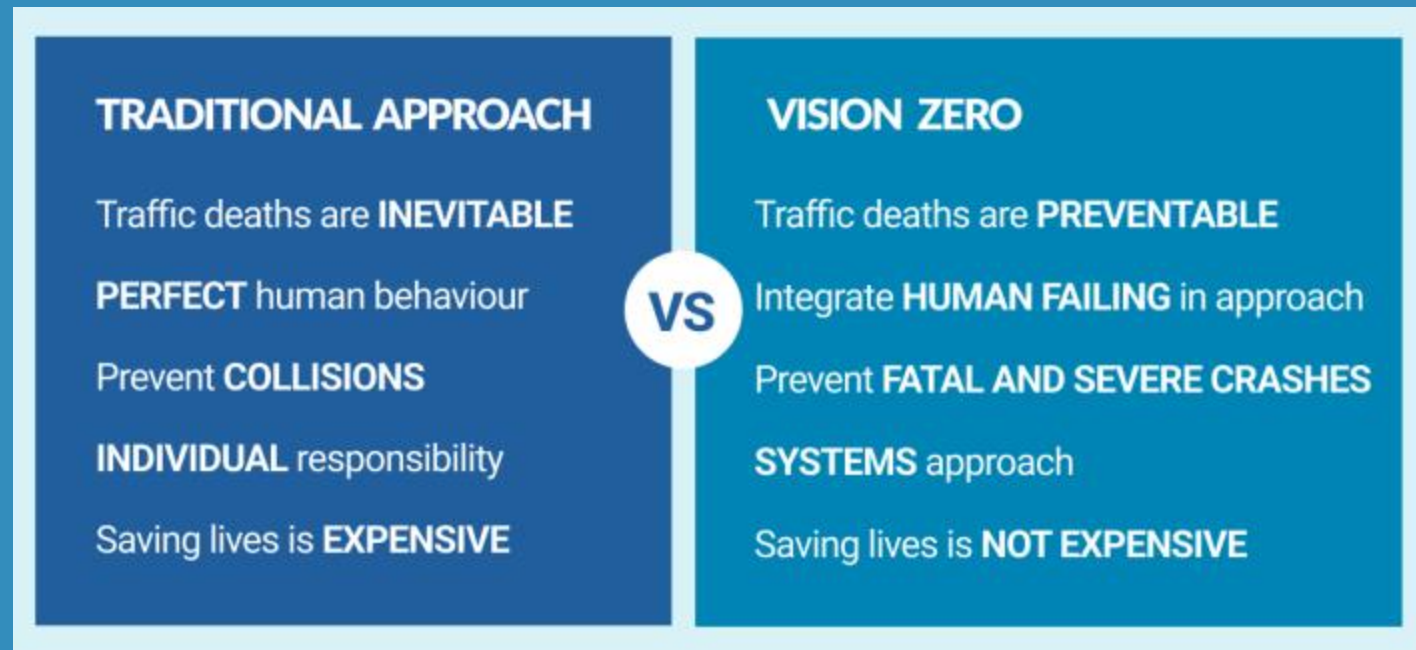 TRADITIONAL APPROACH
Traffic deaths are INEVITABLE
PERFECT human behaviour
Prevent COLLISIONS
INDIVIDUAL responsibility
Saving lives is EXPENSIVE
VS
VISION ZERO
Traffic deaths are PREVENTABLE
Integrate HUMAN FAILING in approach
Prevent FATAL AND SEVERE CRASHES
SYSTEMS approach
Saving lives is NOT EXPENSIVE